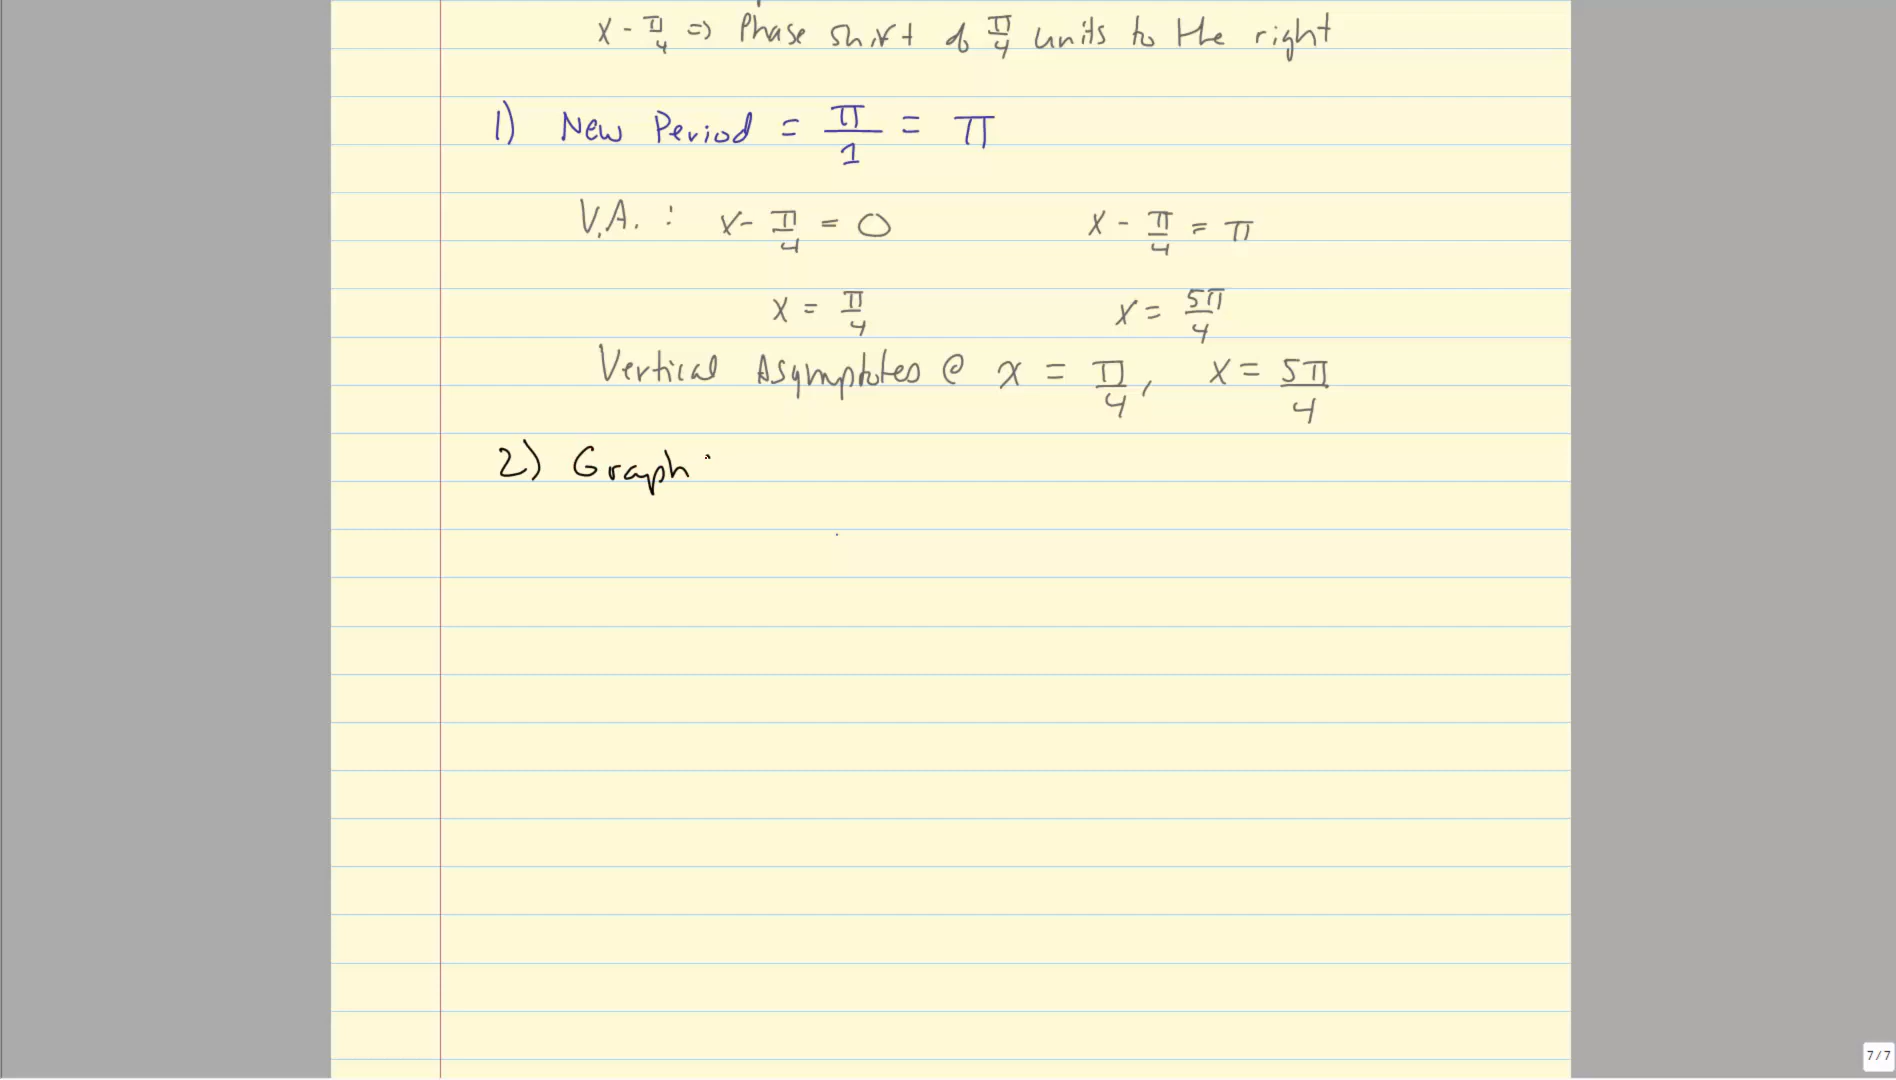 x - π/4 => Phase shift of π/4 units to the right
1) New Period = π/1 = π
V.A. : x - π/4 = 0 x - π/4 = π
x = π/4 x = 5π/4
Vertical Asymptotes @ x = π/4, x = 5π/4
2) Graph:
7/7